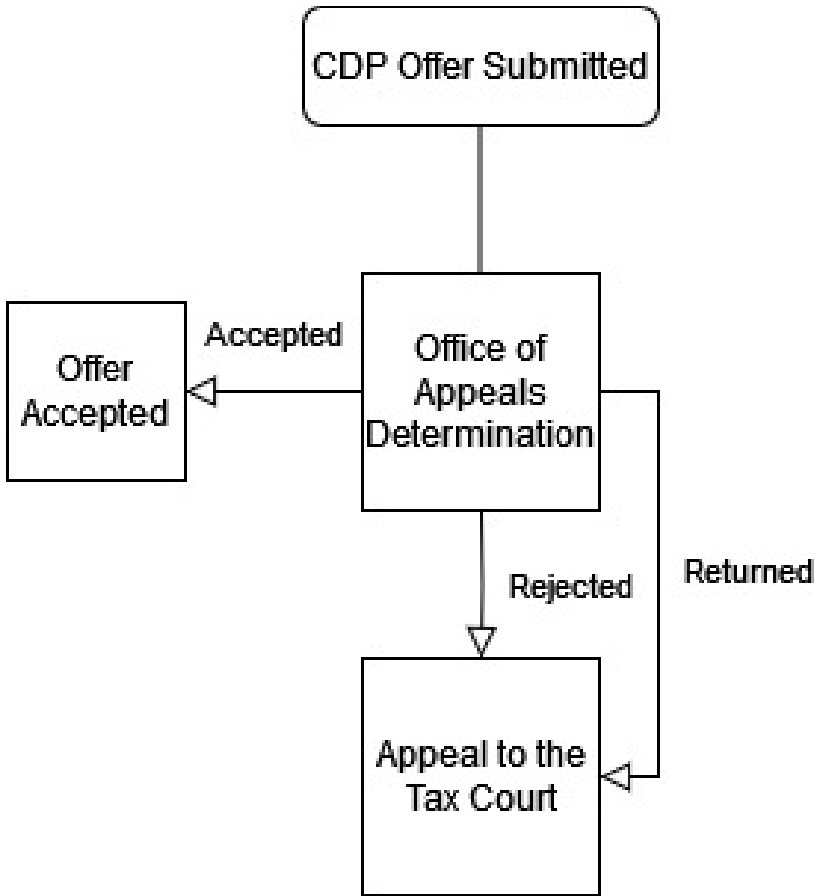 CDP Offer Submitted
Accepted
Offer
Accepted
Office of
Appeals
Determination
Rejected
Returned
Appeal to the
Tax Court